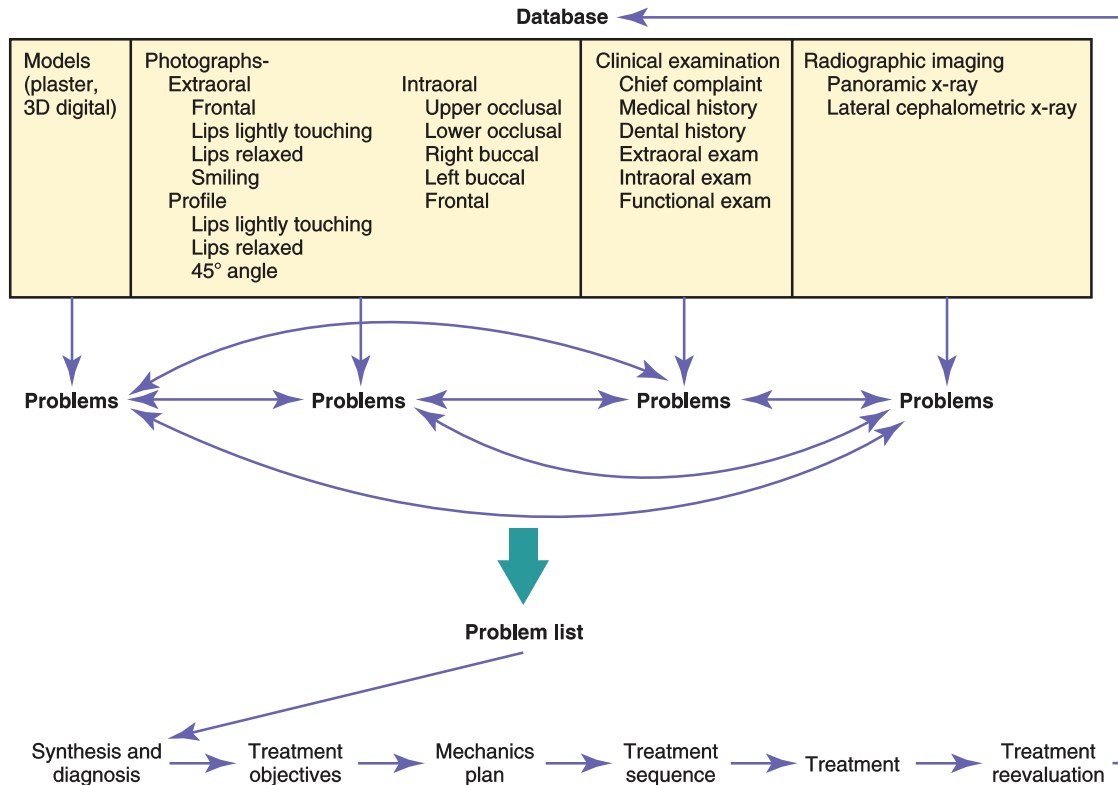 Database
Models
(plaster,
3D digital)
Photographs-
Extraoral
Frontal
Lips lightly touching
Lips relaxed
Smiling
Profile
Lips lightly touching
Lips relaxed
45° angle
Intraoral
Upper occlusal
Lower occlusal
Right buccal
Left buccal
Frontal
Clinical examination
Chief complaint
Medical history
Dental history
Extraoral exam
Intraoral exam
Functional exam
Radiographic imaging
Panoramic x-ray
Lateral cephalometric x-ray
Problems
Problems
Problems
Problems
Problem list
Synthesis and
diagnosis
Treatment
objectives
Mechanics
plan
Treatment
sequence
Treatment
Treatment
reevaluation